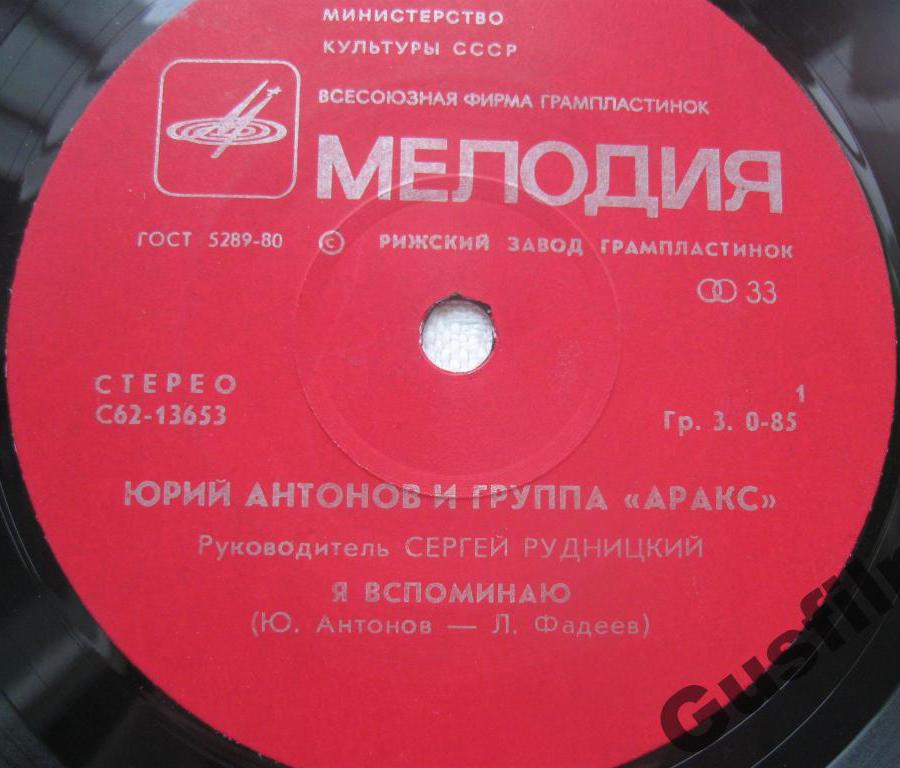 МИНИСТЕРСТВО
КУЛЬТУРЫ СССР
ВСЕСОЮЗНАЯ ФИРМА ГРАМПЛАСТИНОК
МЕЛОДИЯ
ГОСТ 5289-80 © РИЖСКИЙ ЗАВОД ГРАМПЛАСТИНОК
33
СТЕРЕО
С62-13653
1
Гр. 3. 0-85
ЮРИЙ АНТОНОВ И ГРУППА «АРАКС»
Руководитель СЕРГЕЙ РУДНИЦКИЙ
Я ВСПОМИНАЮ
(Ю. Антонов — Л. Фадеев)
Gusfilm